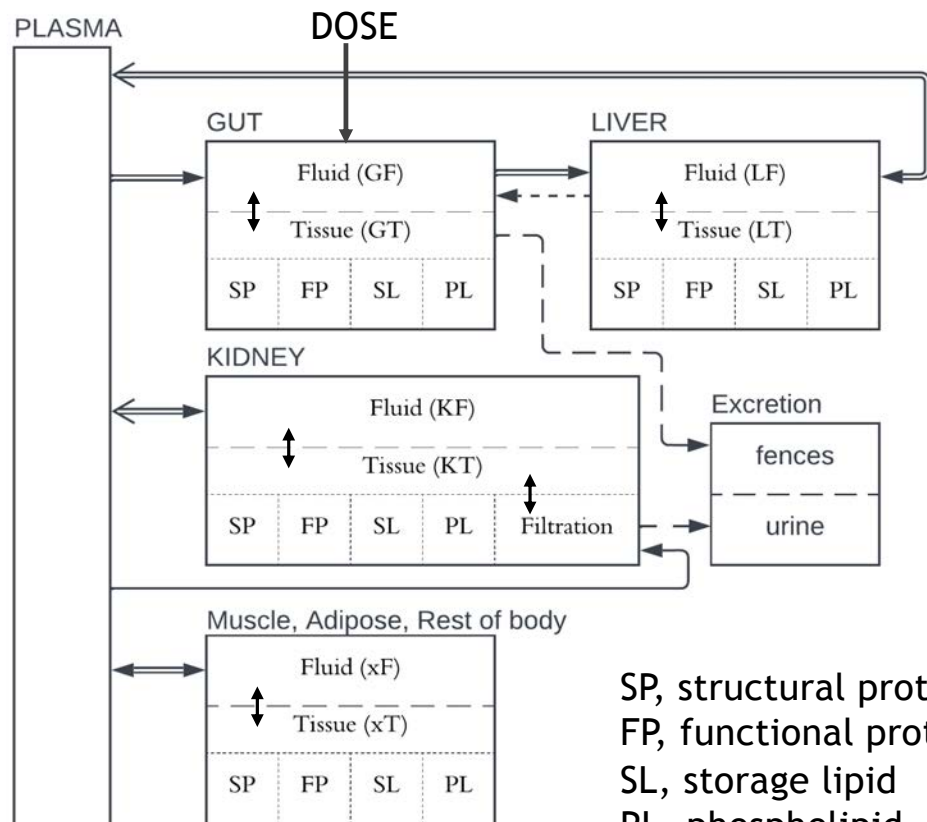 PLASMA
DOSE
GUT
Fluid (GF)
Tissue (GT)
SP FP SL PL
LIVER
Fluid (LF)
Tissue (LT)
SP FP SL PL
KIDNEY
Fluid (KF)
Tissue (KT)
SP FP SL PL Filtration
Excretion
fences
urine
Muscle, Adipose, Rest of body
Fluid (xF)
Tissue (xT)
SP FP SL PL
SP, structural
FP, functional
SL, storage lipid
PL, phospholipid